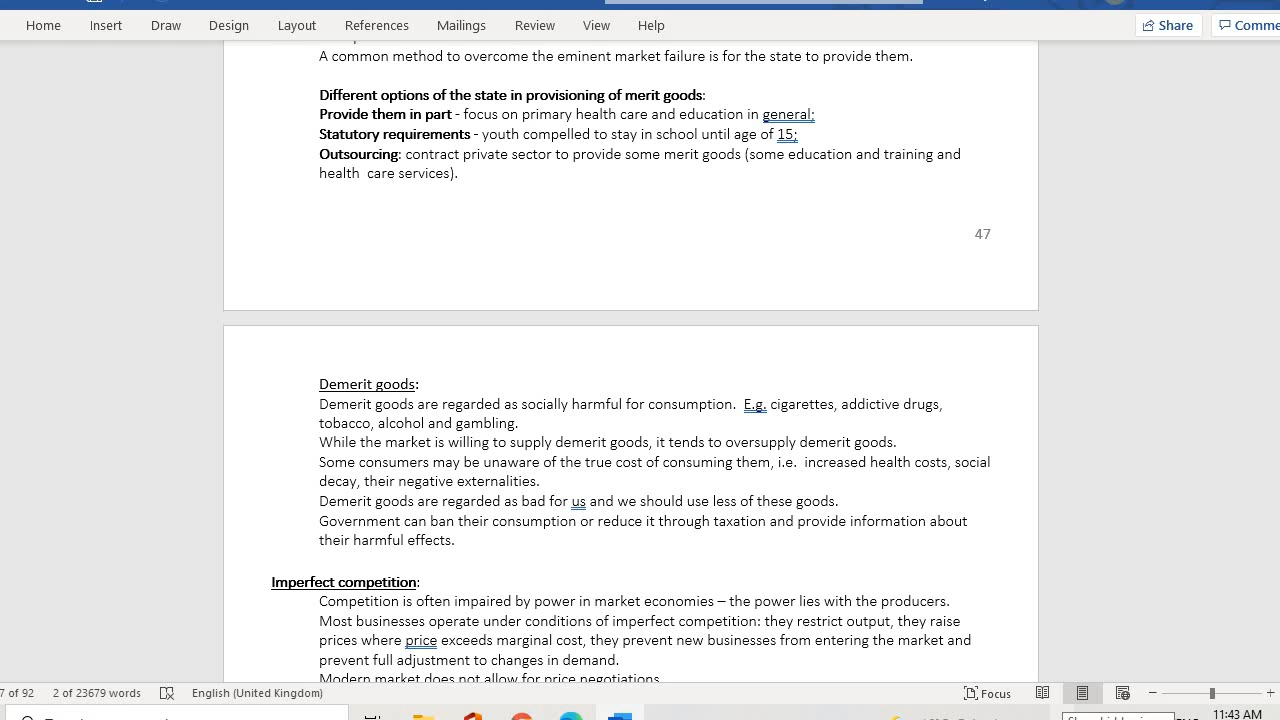 Home Insert Draw Design Layout References Mailings Review View Help Share Comme
A common method to overcome the eminent market failure is for the state to provide them.
Different options of the state in provisioning of merit goods:
Provide them in part - focus on primary health care and education in general;
Statutory requirements - youth compelled to stay in school until age of 15;
Outsourcing: contract private sector to provide some merit goods (some education and training and
health  care services).
47
Demerit goods:
Demerit goods are regarded as socially harmful for consumption.  E.g. cigarettes, addictive drugs,
tobacco, alcohol and gambling.
While the market is willing to supply demerit goods, it tends to oversupply demerit goods.
Some consumers may be unaware of the true cost of consuming them, i.e.  increased health costs, social
decay, their negative externalities.
Demerit goods are regarded as bad for us and we should use less of these goods.
Government can ban their consumption or reduce it through taxation and provide information about
their harmful effects.
Imperfect competition:
Competition is often impaired by power in market economies – the power lies with the producers.
Most businesses operate under conditions of imperfect competition: they restrict output, they raise
prices where price exceeds marginal cost, they prevent new businesses from entering the market and
prevent full adjustment to changes in demand.
Modern market does not allow for price negotiations
7 of 92 2 of 23679 words English (United Kingdom) Focus
11:43 AM